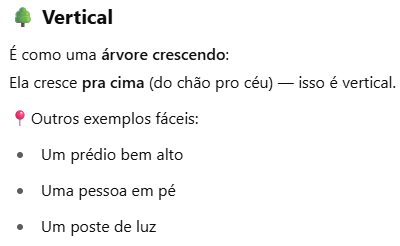 🌳 Vertical
É como uma árvore crescendo:
Ela cresce pra cima (do chão pro céu) — isso é vertical.
📍Outros exemplos fáceis:
• Um prédio bem alto
• Uma pessoa em pé
• Um poste de luz